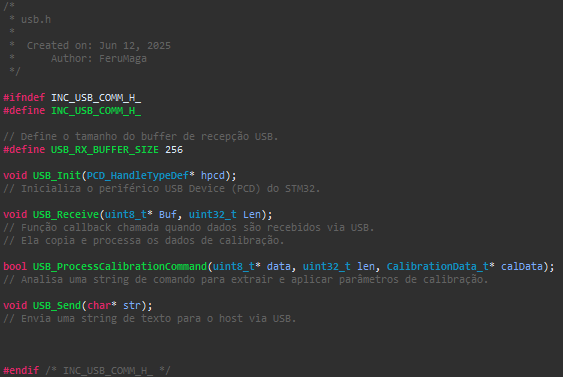 /*
 * usb.h
 *
 *  Created on: Jun 12, 2025
 *      Author: FeruMaga
 */
#ifndef INC_USB_COMM_H_
#define INC_USB_COMM_H_
// Define o tamanho do buffer de recepção USB.
#define USB_RX_BUFFER_SIZE 256
void USB_Init(PCD_HandleTypeDef* hpcd);
// Inicializa o periférico USB Device (PCD) do STM32.
void USB_Receive(uint8_t* Buf, uint32_t Len);
// Função callback chamada quando dados são recebidos via USB.
// Ela copia e processa os dados de calibração.
bool USB_ProcessCalibrationCommand(uint8_t* data, uint32_t len, CalibrationData_t* calData);
// Analisa uma string de comando para extrair e aplicar parâmetros de calibração.
void USB_Send(char* str);
// Envia uma string de texto para o host via USB.
#endif /* INC_USB_COMM_H_ */